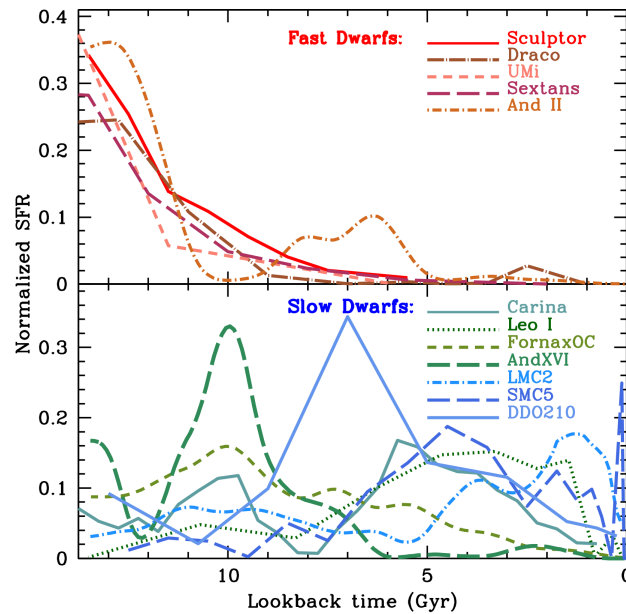 0.4
Fast Dwarfs:
Sculptor
Draco
UMi
Sextans
And II
0.3
0.2
0.1
0
Normalized SFR
Slow Dwarfs:
Carina
Leo I
FornaxOC
AndXVI
LMC2
SMC5
DDO210
0.3
0.2
0.1
0
10 5 0
Lookback time (Gyr)